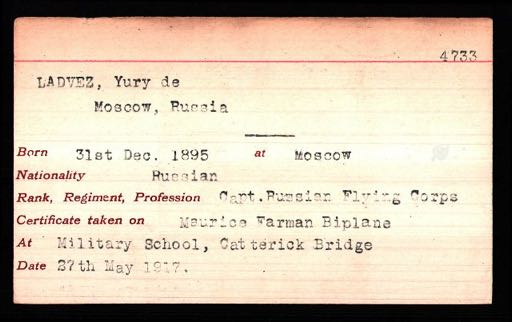 4733
LADVEZ, Yury de
Moscow, Russia
Born 31st Dec. 1895 at Moscow
Nationality Russian
Rank, Regiment, Profession Capt.Russian Flying Corps
Certificate taken on Maurice Farman Biplane
At Military School, Catterick Bridge
Date 27th May 1917.